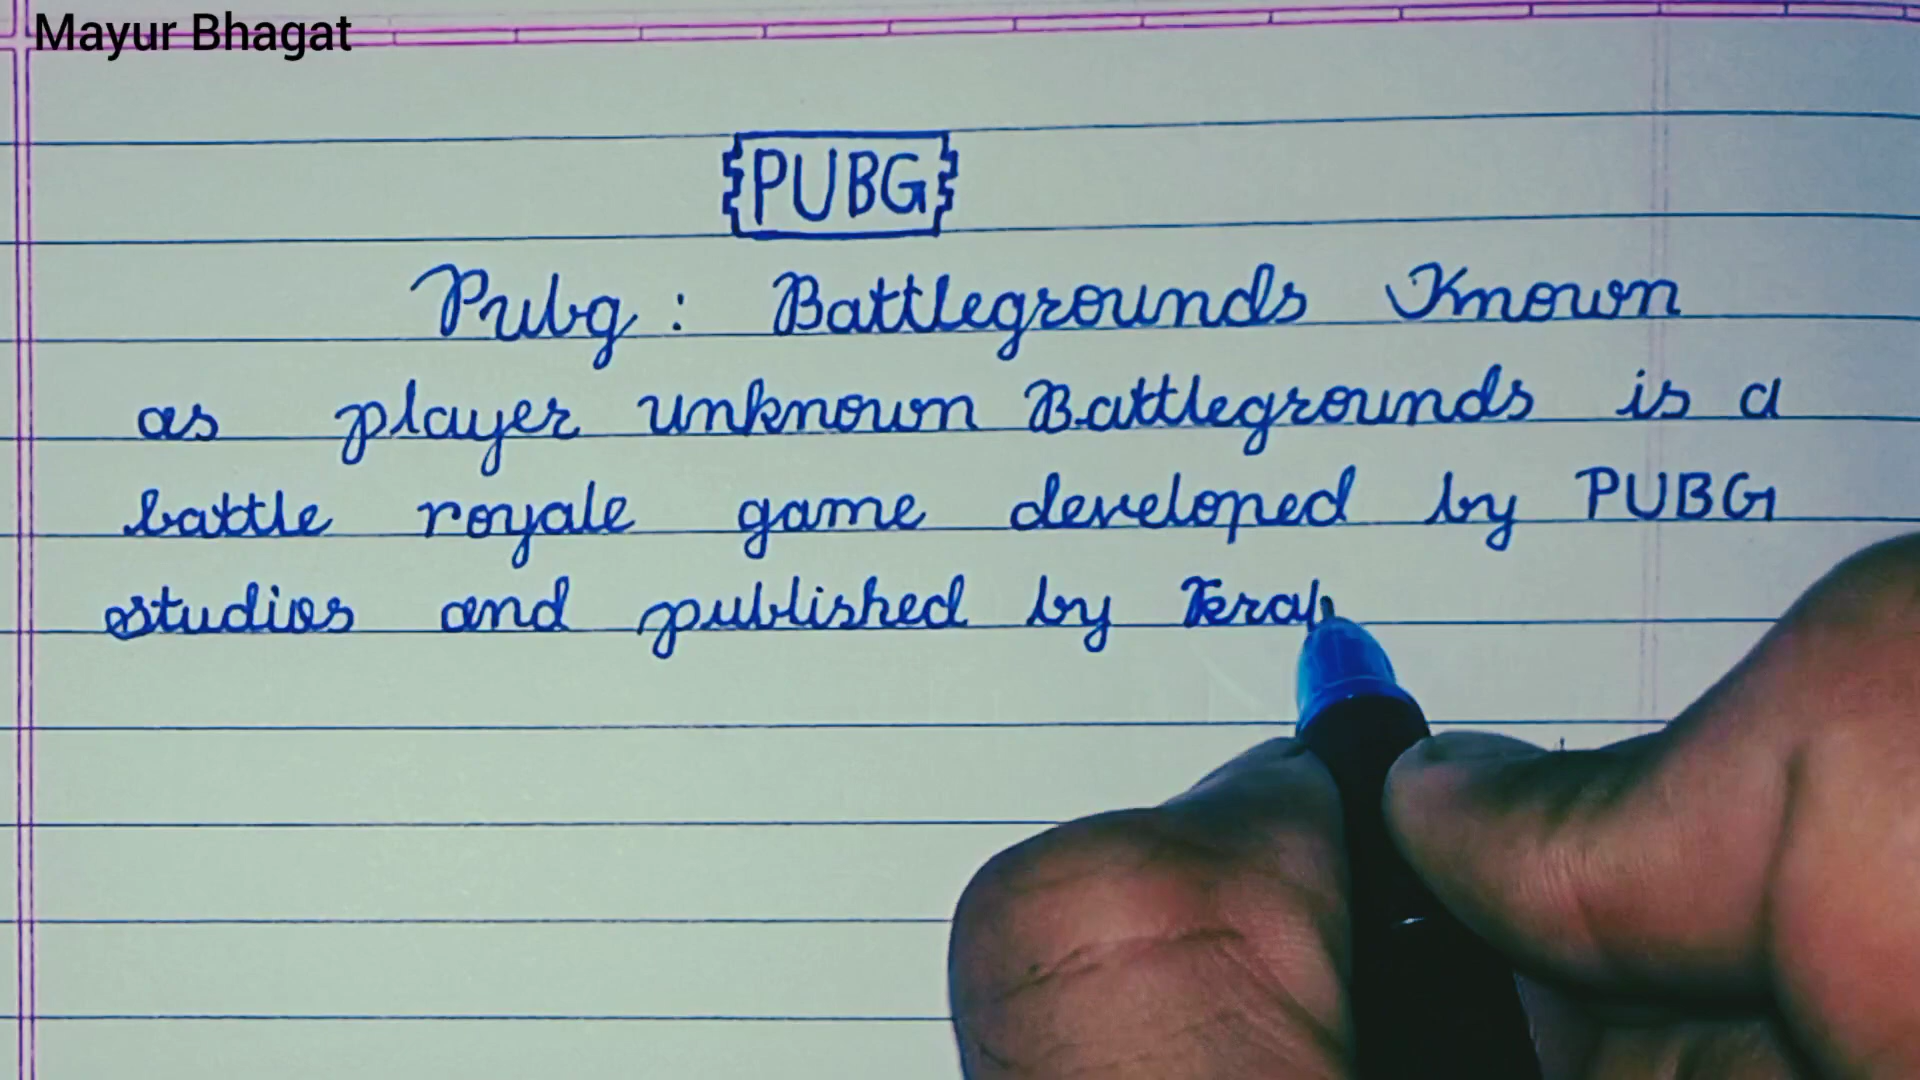 Mayur Bhagat
PUBG
Pubg : Battlegrounds Known
as player unknown Battlegrounds is a
battle royale game developed by PUBG
studios and published by